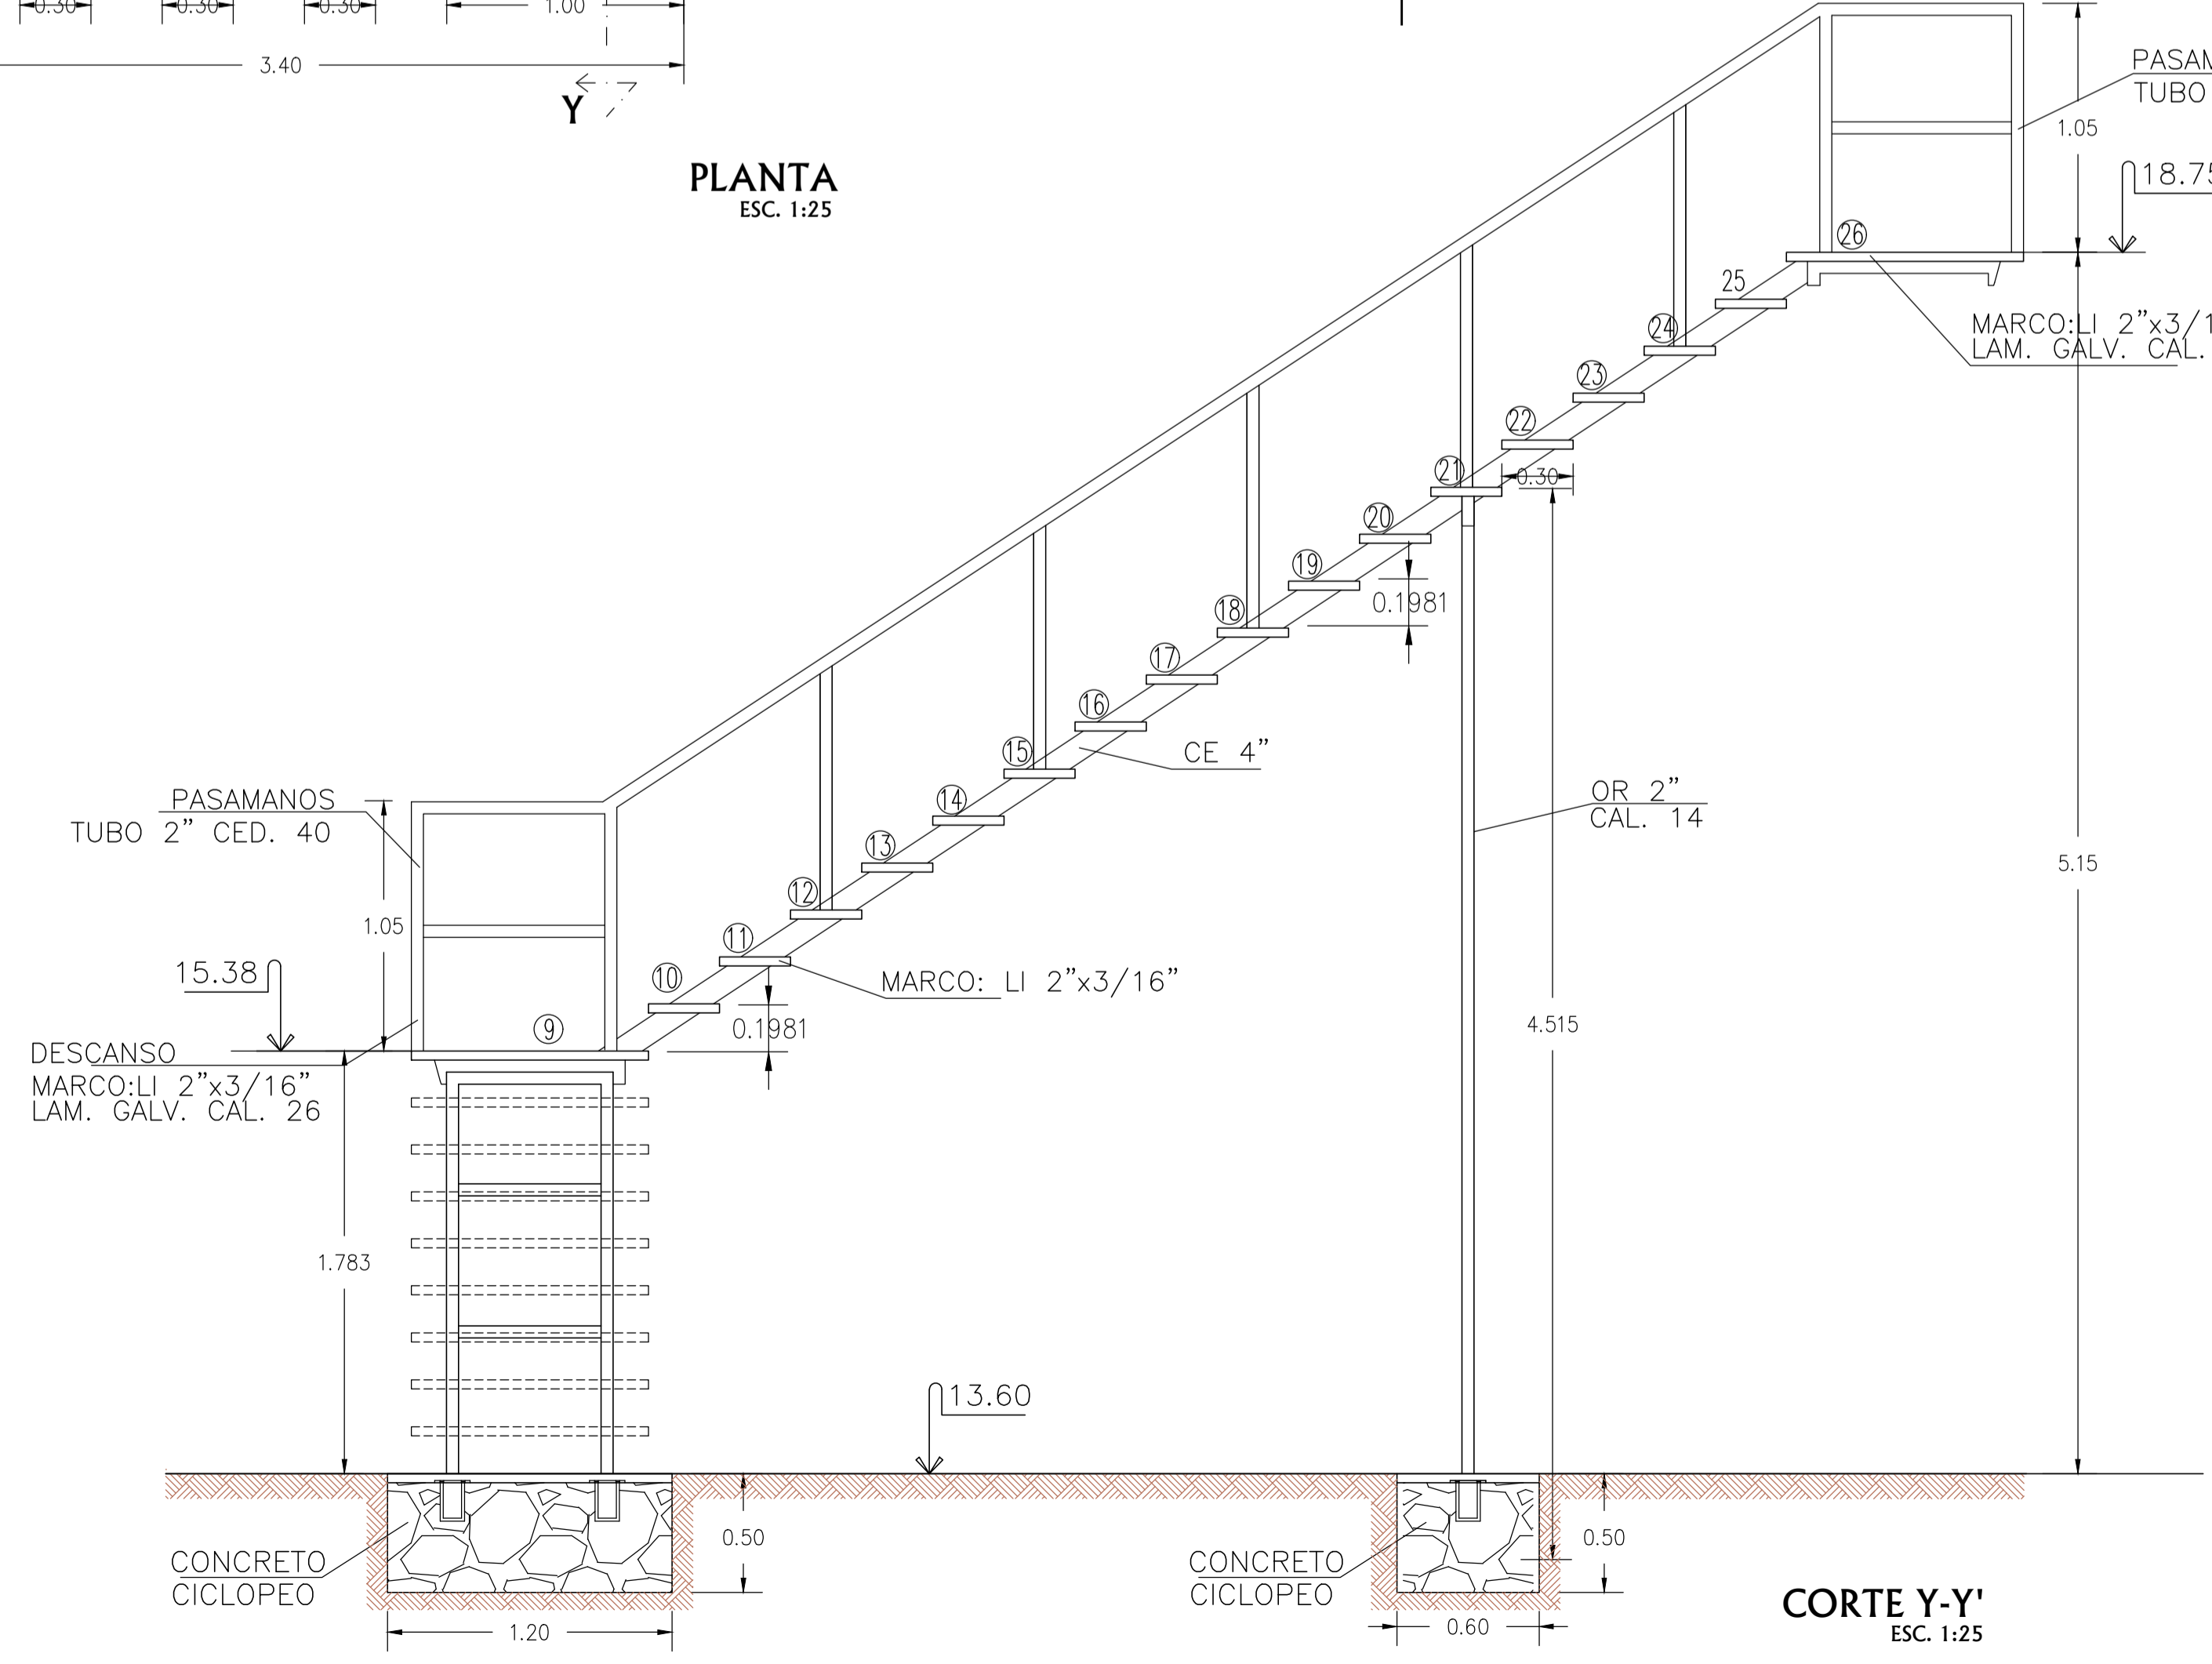 0.30
0.30
0.30
1.00
3.40
Y
PLANTA
ESC. 1:25
TUBO
1.05
26
25
MARCO:LI 2"x3/1
LAM. GALV. CAL.
24
23
22
21
0.30
20
19
0.1981
18
17
16
CE 4"
15
OR 2"
CAL. 14
PASAMANOS
TUBO 2" CED. 40
14
13
5.15
12
1.05
11
15.38
10
MARCO: LI 2"x3/16"
9
0.1981
4.515
DESCANSO
MARCO:LI 2"x3/16"
LAM. GALV. CAL. 26
1.783
13.60
0.50
0.50
CONCRETO
CICLOPEO
CONCRETO
CICLOPEO
1.20
0.60
CORTE Y-Y'
ESC. 1:25